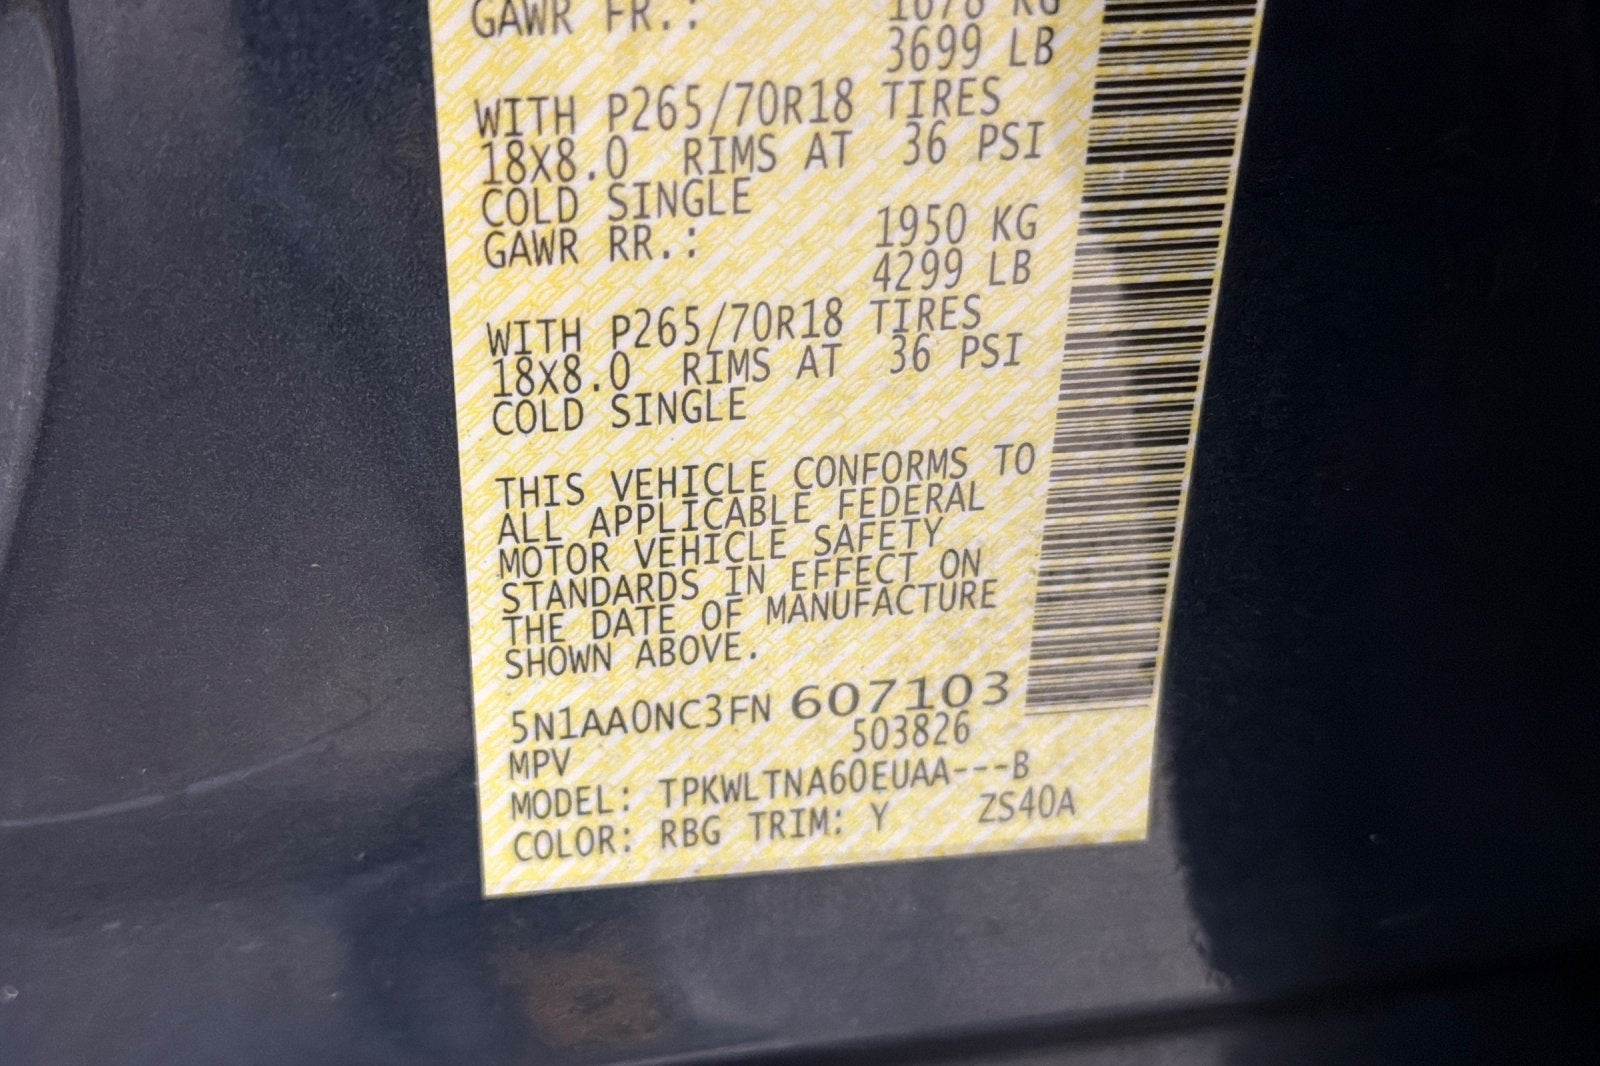 GAWR FR.: 1678 KG
3699 LB
WITH P265/70R18 TIRES
18X8.0 RIMS AT 36 PSI
COLD SINGLE
GAWR RR.: 1950 KG
4299 LB
WITH P265/70R18 TIRES
18X8.0 RIMS AT 36 PSI
COLD SINGLE
THIS VEHICLE CONFORMS TO
ALL APPLICABLE FEDERAL
MOTOR VEHICLE SAFETY
STANDARDS IN EFFECT ON
THE DATE OF MANUFACTURE
SHOWN ABOVE.
5N1AA0NC3FN 607103
MPV 503826
MODEL: TPKWLTNA60EUAA---B
COLOR: RBG TRIM: Y ZS40A